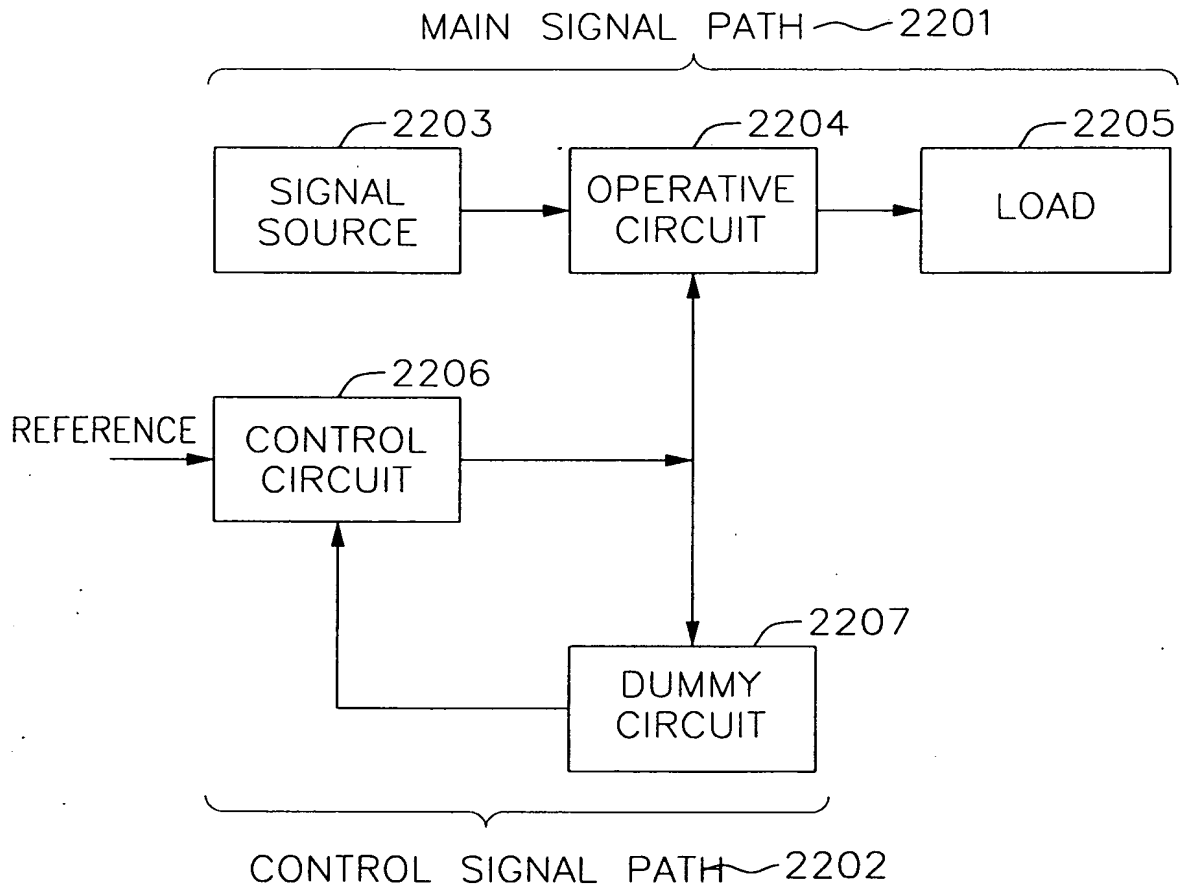 MAIN SIGNAL PATH 2201
2203
2204
2205
SIGNAL
SOURCE
OPERATIVE
CIRCUIT
LOAD
2206
REFERENCE
CONTROL
CIRCUIT
2207
DUMMY
CIRCUIT
CONTROL SIGNAL PATH 2202